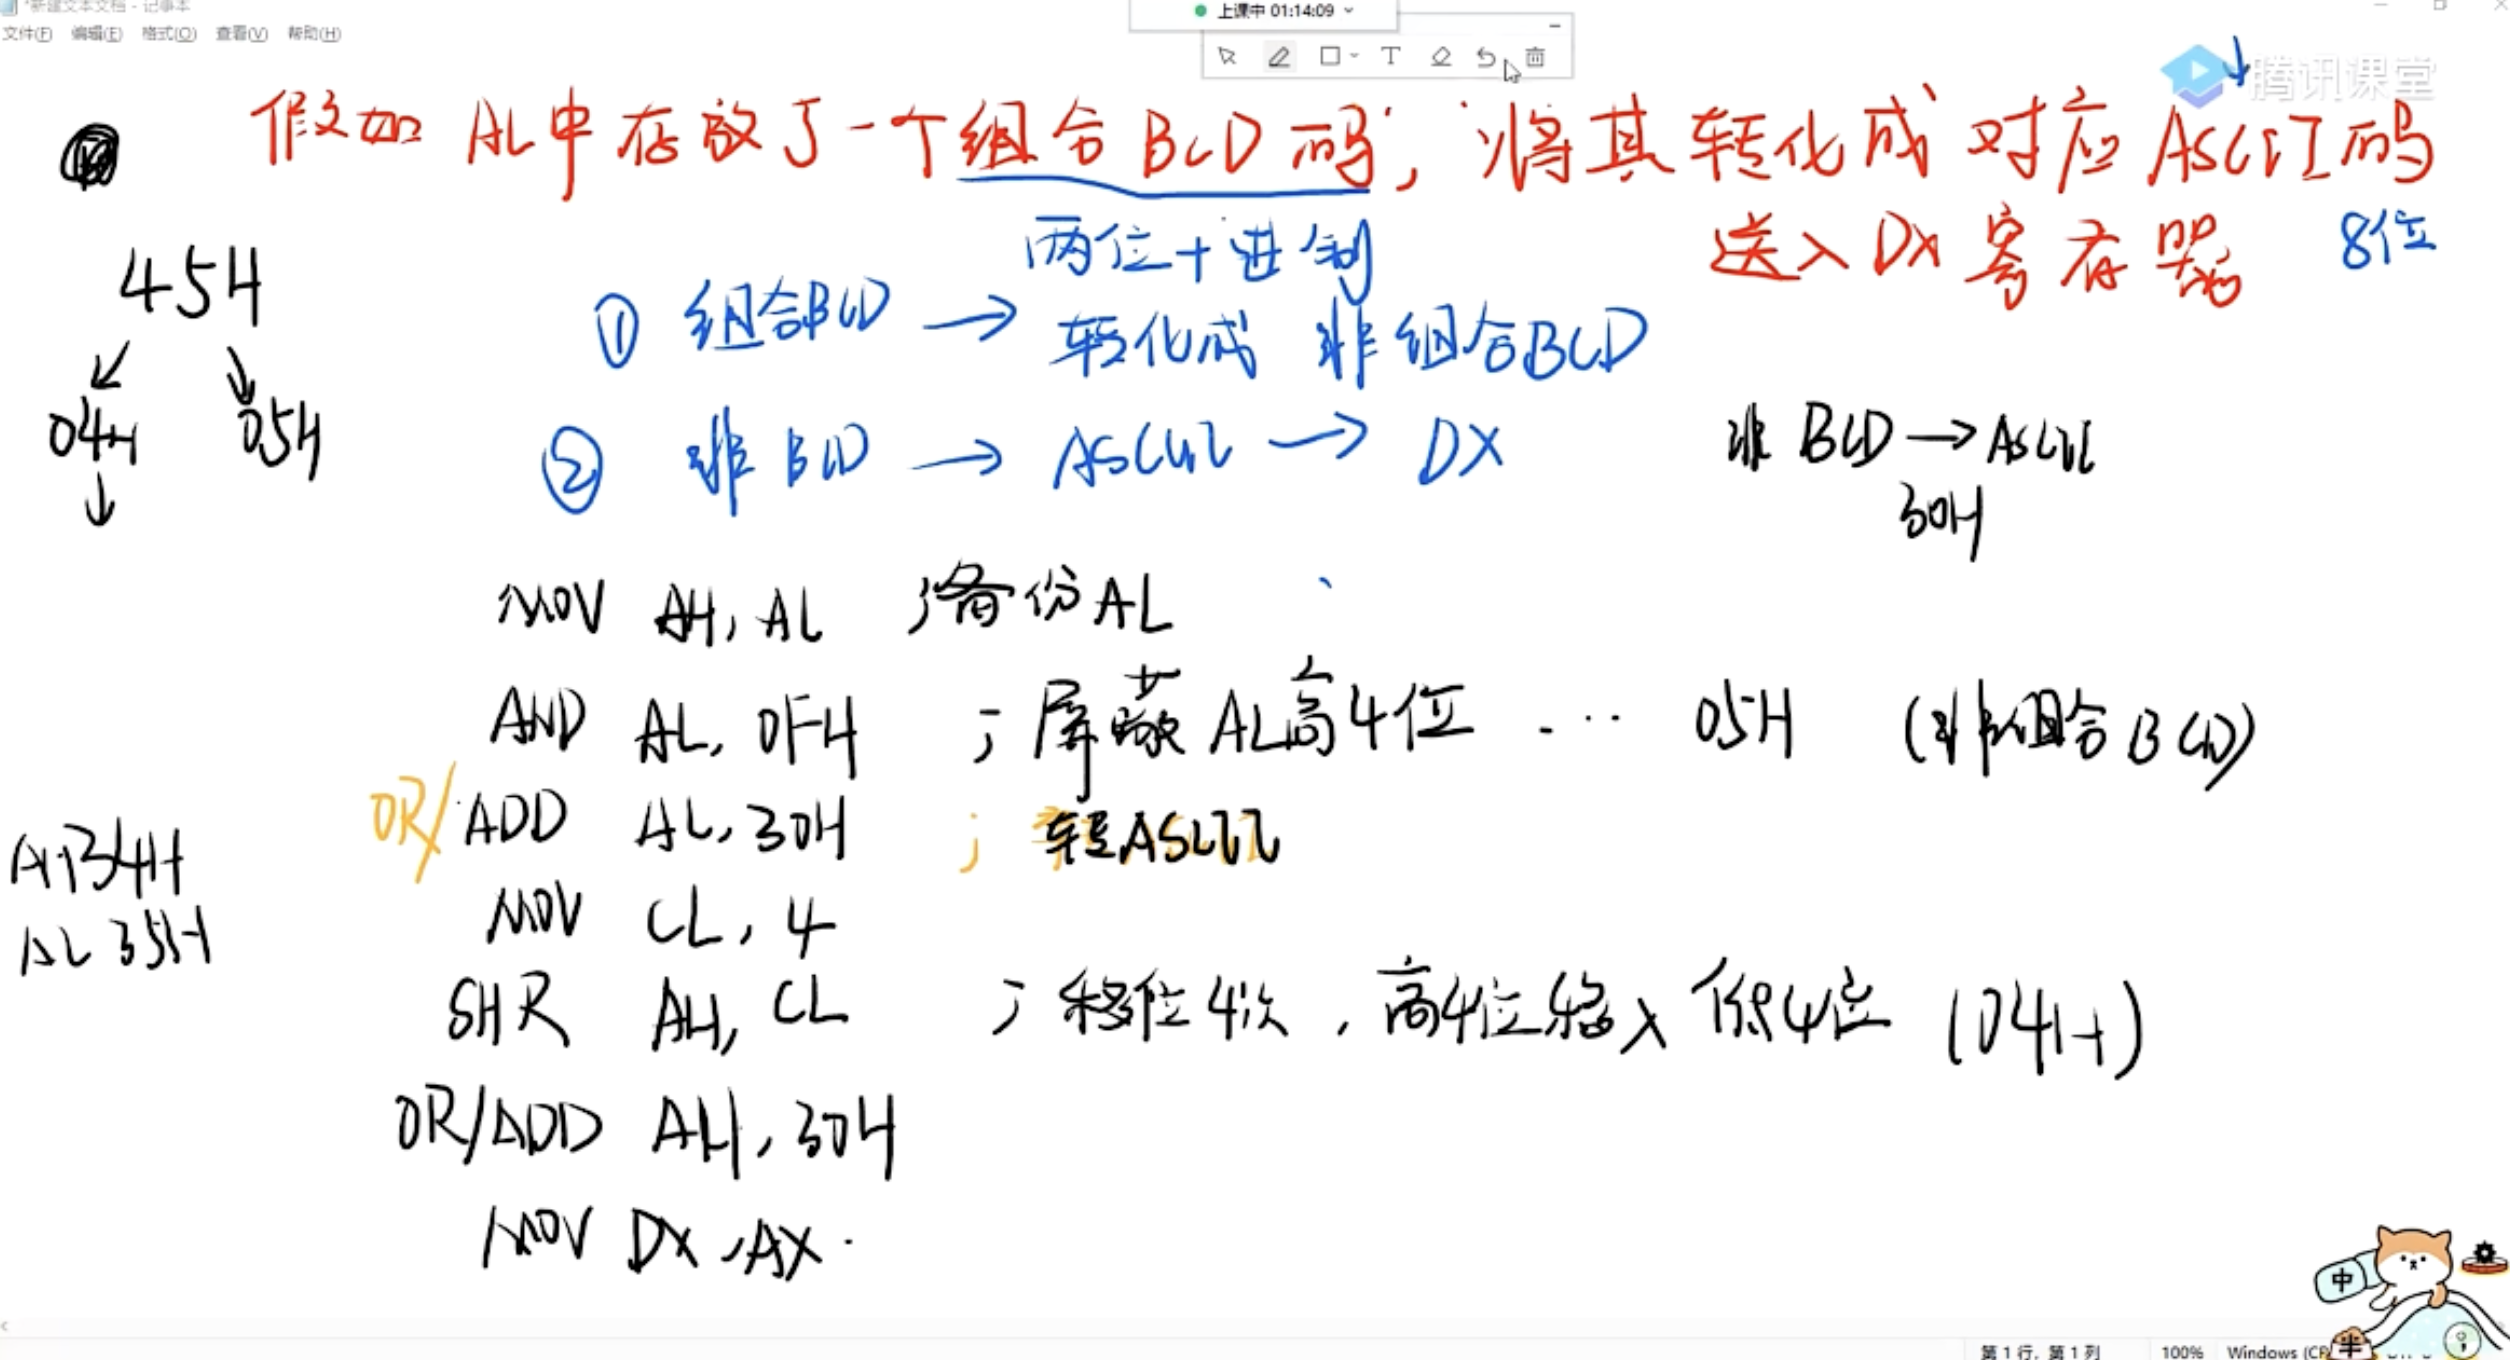 *新建文本文档 - 记事本
文件(F) 编辑(E) 格式(O) 查看(V) 帮助(H)
上课中 01:14:09
T
腾讯课堂
假如 AL中存放了一个组合BCD码, 将其转化成对应ASCII码
送入DX寄存器 8位
两位十进制
45H
① 组合BCD → 转化成 非组合BCD
04H 05H
② 非BCD → ASCII → DX
非BCD → ASCII
30H
MOV AH, AL ;备份AL
AND AL, 0FH ;屏蔽AL高4位 ... 05H (非组合BCD)
OR/ADD AL, 30H ; 转ASCII
AH34H
AL35H
MOV CL, 4
SHR AH, CL ;移位4次, 高4位移入低4位 (04H)
OR/ADD AH, 30H
MOV DX, AX.
中
半
第 1 行, 第 1 列 100% Windows (CR